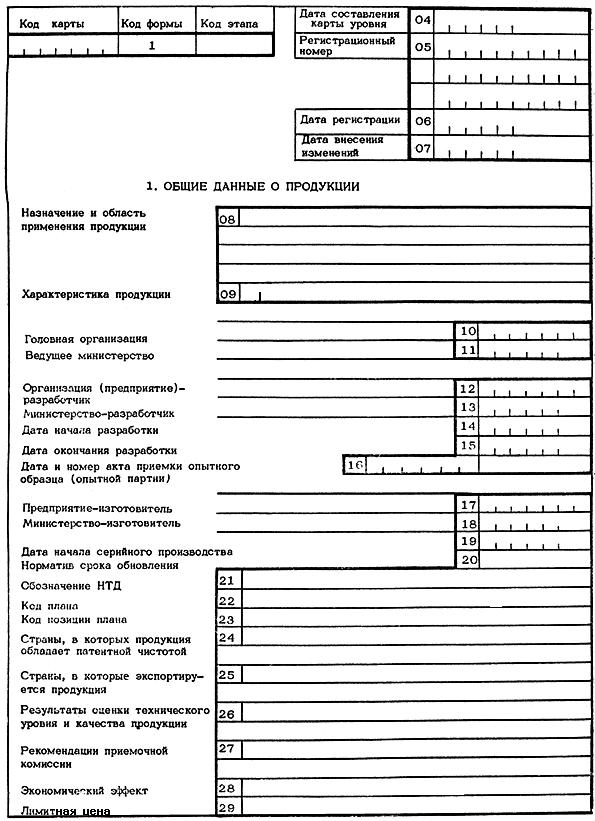 Код карты Код формы Код этапа
1
Дата составления
карты уровня 04
Регистрационный
номер 05
Дата регистрации 06
Дата внесения
изменений 07
1. ОБЩИЕ ДАННЫЕ О ПРОДУКЦИИ
Назначение и область
применения продукции 08
Характеристика продукции 09
Головная организация 10
Ведущее министерство 11
Организация (предприятие)-
разработчик 12
Министерство-разработчик 13
Дата начала разработки 14
Дата окончания разработки 15
Дата и номер акта приемки опытного
образца (опытной партии) 16
Предприятие-изготовитель 17
Министерство-изготовитель 18
Дата начала серийного производства 19
Норматив срока обновления 20
Обозначение НТД 21
Код плана 22
Код позиции плана 23
Страны, в которых продукция
обладает патентной чистотой 24
Страны, в которые экспортиру-
ется продукция 25
Результаты оценки технического
уровня и качества продукции 26
Рекомендации приемочной
комиссии 27
Экономический эффект 28
Лимитная цена 29